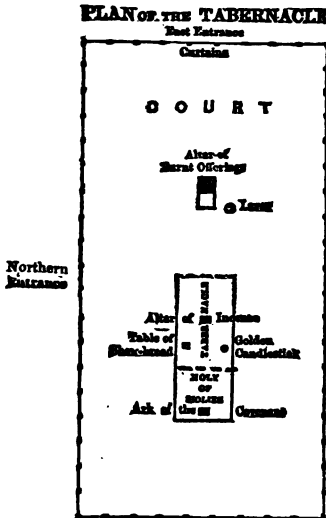 PLAN OF THE TABERNACLE
East Entrance
Curtains
COURT
Altar of
Burnt Offerings
Laver
Northern
Entrance
TABERNACLE
Altar of Incense
Table of
Shewbread
Golden
Candlestick
HOLY
OF
HOLIES
Ark of the Covenant